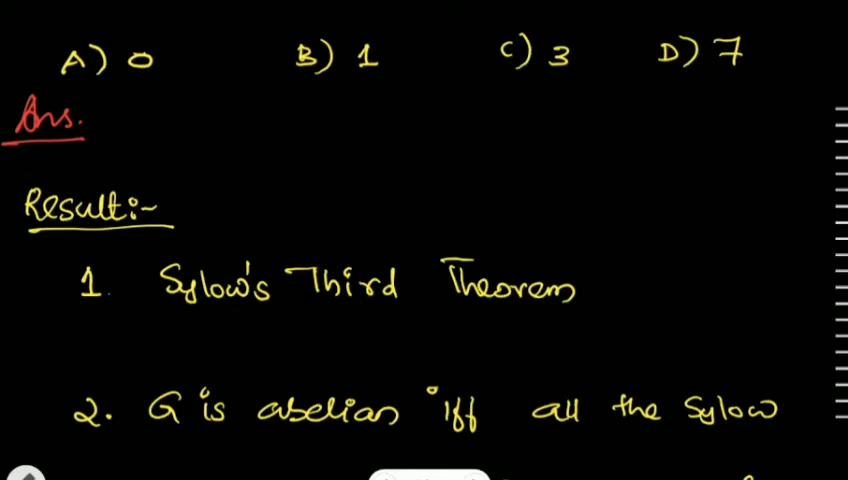 A) 0 B) 1 C) 3 D) 7
Ans.
Result:-
1. Sylow's Third Theorem
2. G is abelian iff all the Sylow